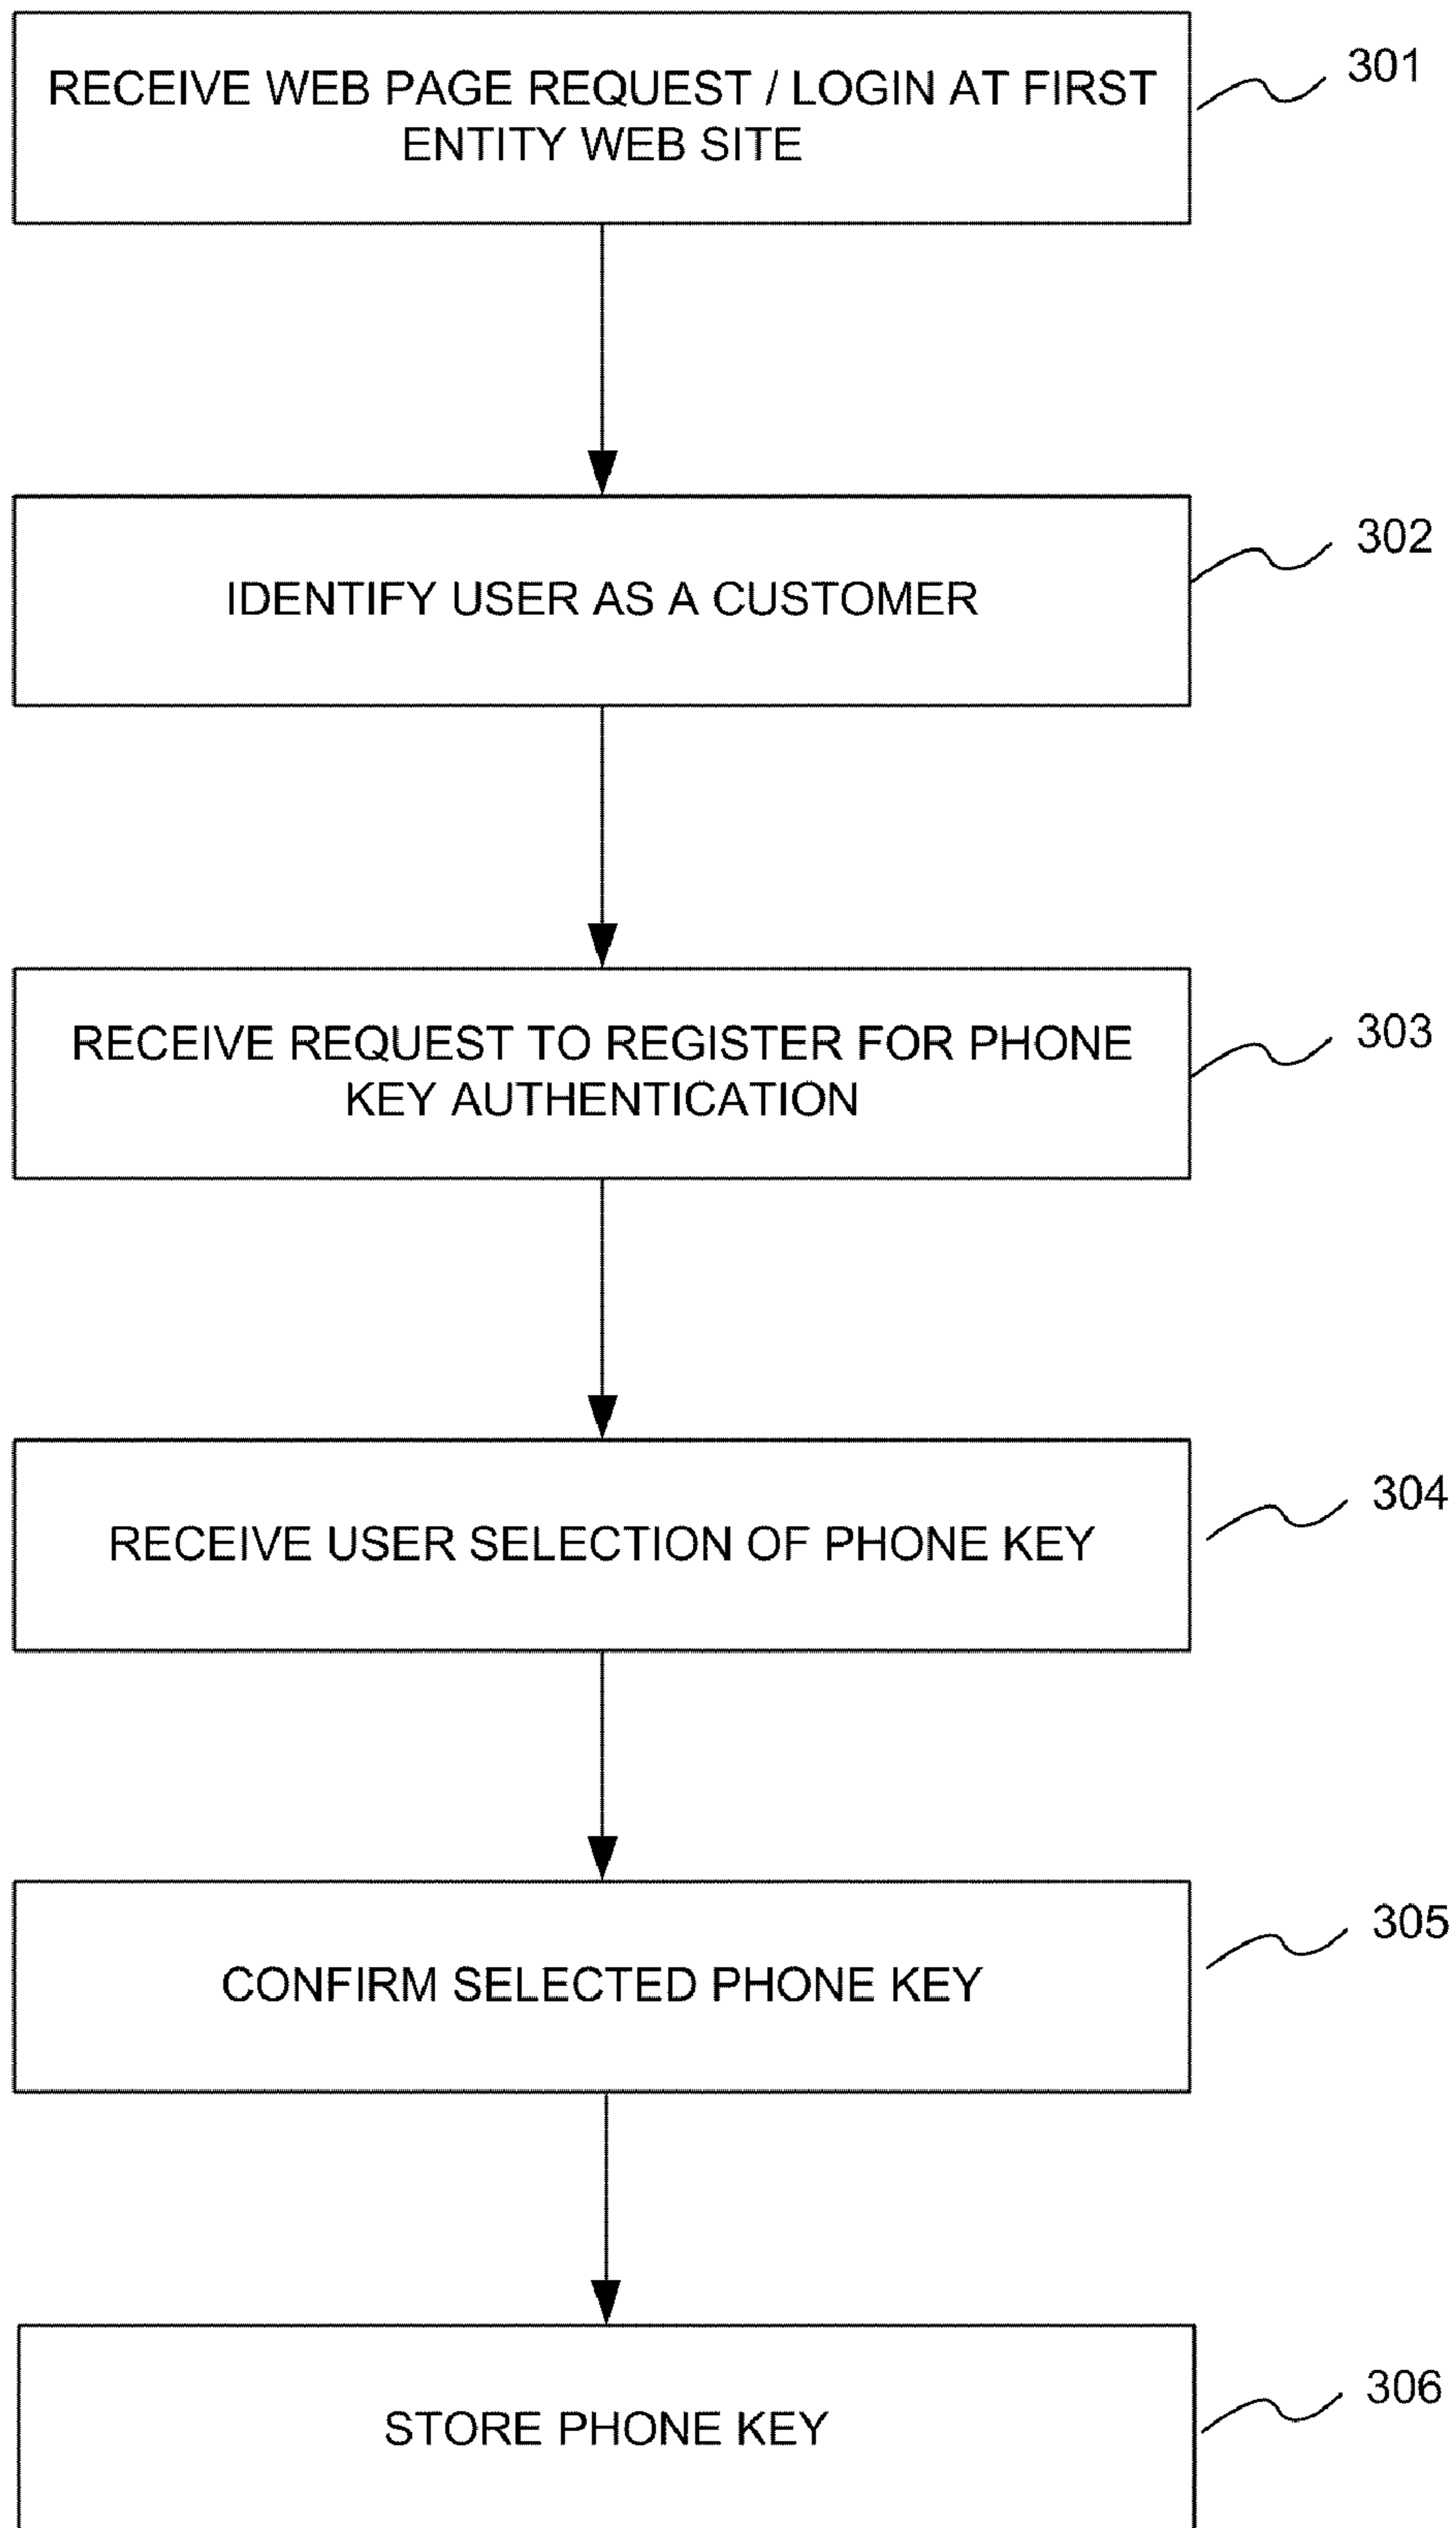 RECEIVE WEB PAGE REQUEST / LOGIN AT FIRST
ENTITY WEB SITE
301
IDENTIFY USER AS A CUSTOMER
302
RECEIVE REQUEST TO REGISTER FOR PHONE
KEY AUTHENTICATION
303
RECEIVE USER SELECTION OF PHONE KEY
304
CONFIRM SELECTED PHONE KEY
305
STORE PHONE KEY
306